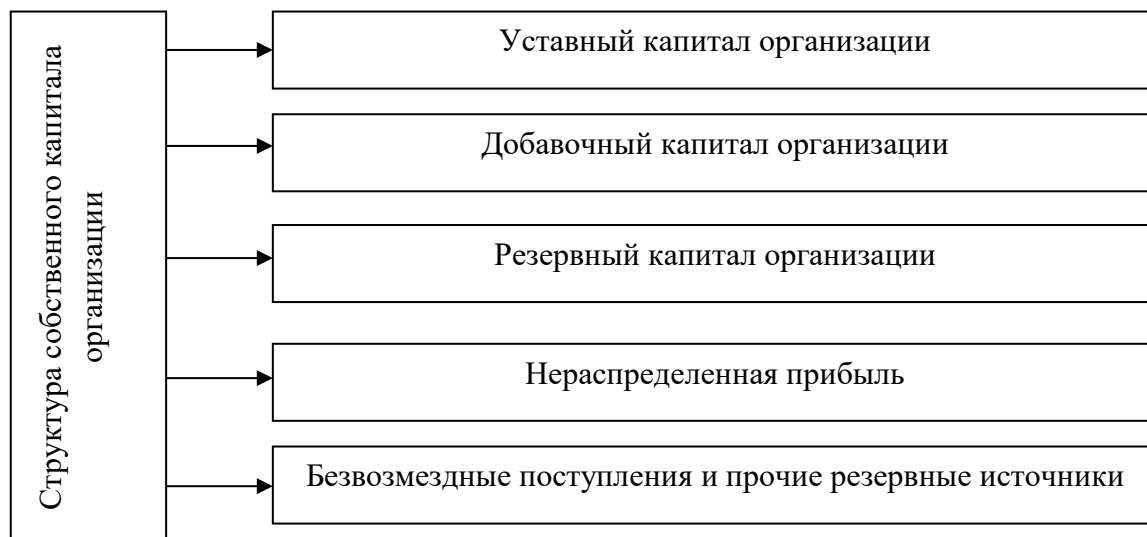 Структура собственного капитала
организации
Уставный капитал организации
Добавочный капитал организации
Резервный капитал организации
Нераспределенная прибыль
Безвозмездные поступления и прочие резервные источники